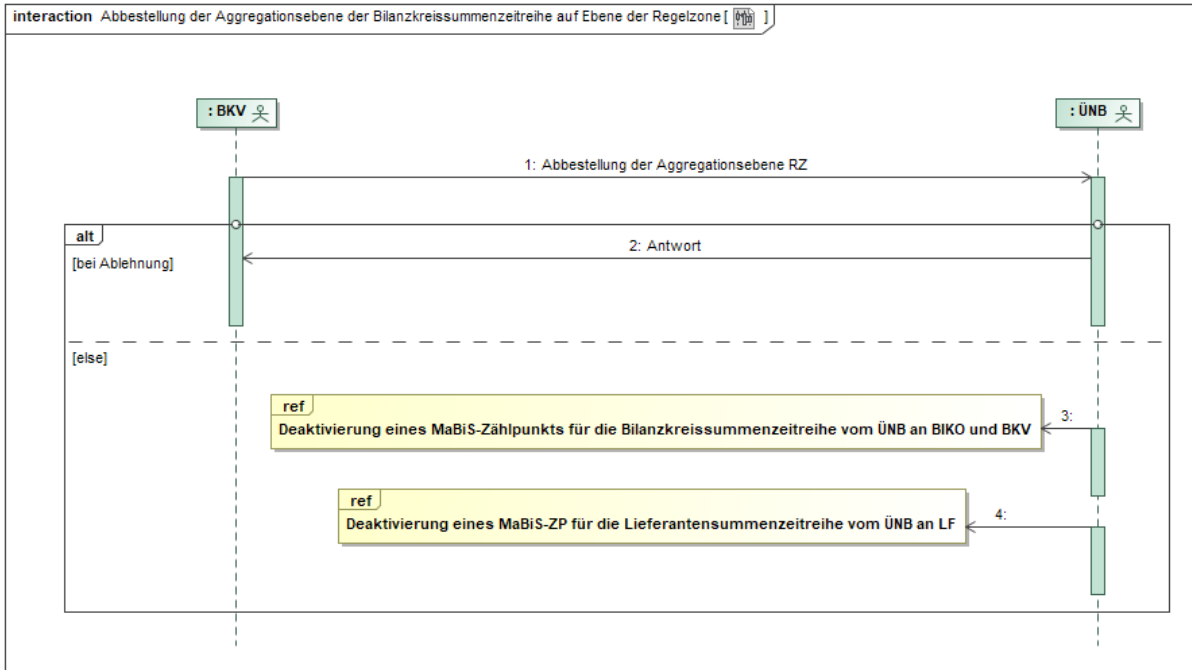 interaction Abbestellung der Aggregationsebene der Bilanzkreissummenzeitreihe auf Ebene der Regelzone [ ]
: BKV
: ÜNB
1: Abbestellung der Aggregationsebene RZ
alt
2: Antwort
[bei Ablehnung]
[else]
ref
3:
Deaktivierung eines MaBiS-Zählpunkts für die Bilanzkreissummenzeitreihe vom ÜNB an BIKO und BKV
ref
4:
Deaktivierung eines MaBiS-ZP für die Lieferantensummenzeitreihe vom ÜNB an LF